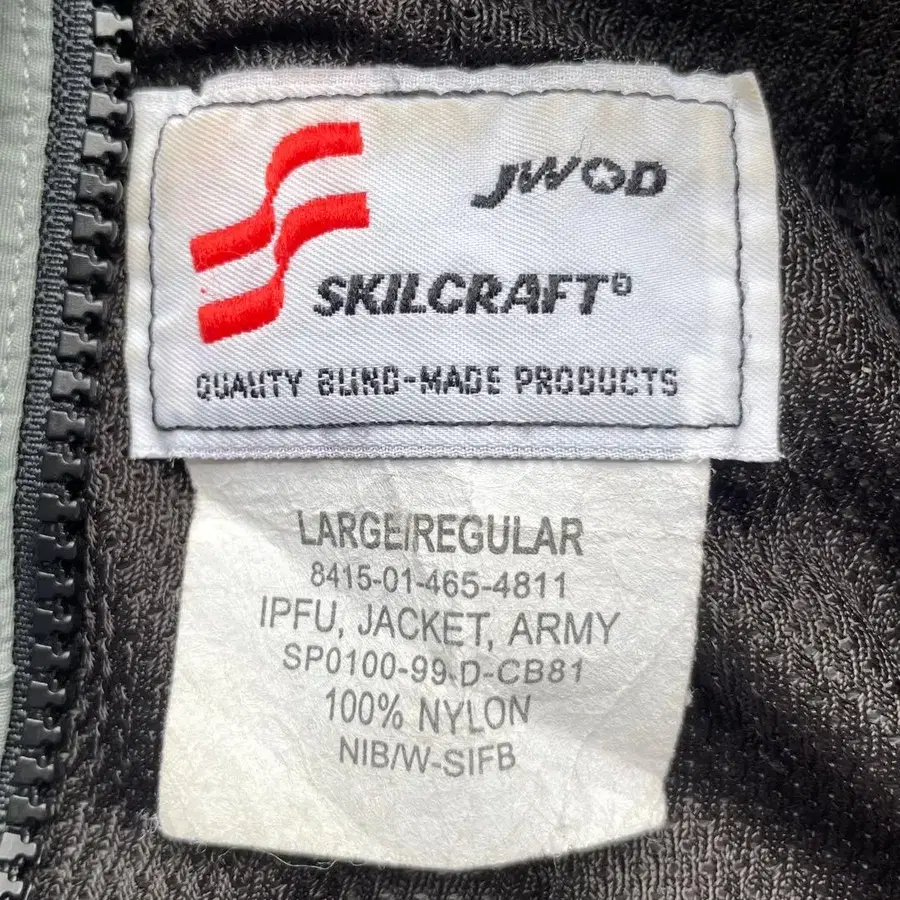 JWOD
SKILCRAFT®
QUALITY BLIND-MADE PRODUCTS
LARGE/REGULAR
8415-01-465-4811
IPFU, JACKET, ARMY
SP0100-99-D-CB81
100% NYLON
NIB/W-SIFB